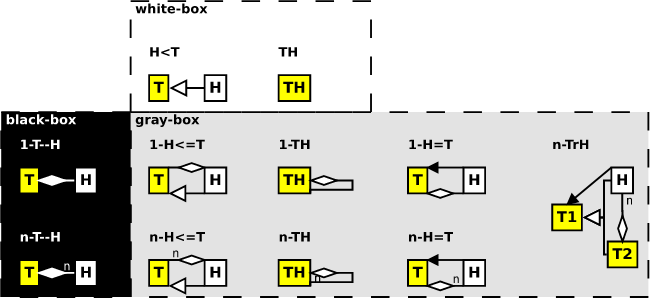 white-box
H<T TH
T H TH
black-box gray-box
1-T--H 1-H<=T 1-TH 1-H=T n-TrH
T H T H TH T H H
n
T1
n-T--H n-H<=T n-TH n-H=T
n T2
T n H T H TH n T n H